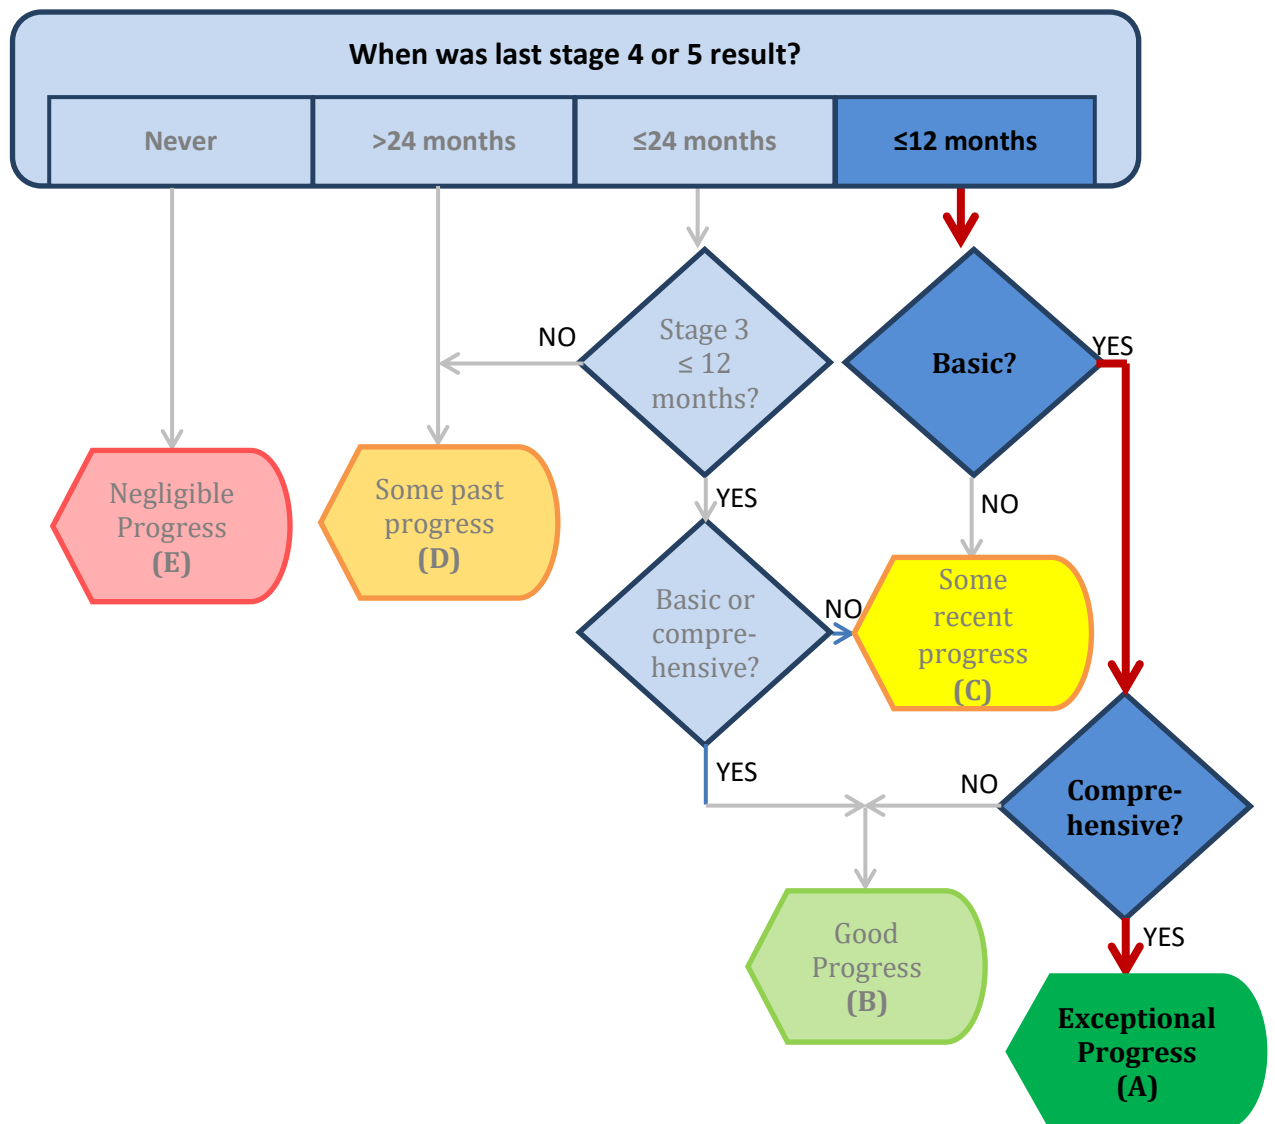 When was last stage 4 or 5 result?
Never
>24 months
≤24 months
≤12 months
NO
Stage 3
≤ 12
months?
Basic?
YES
Negligible
Progress
(E)
Some past
progress
(D)
YES
NO
Basic or
compre-
hensive?
NO
Some
recent
progress
(C)
YES
NO
Compre-
hensive?
Good
Progress
(B)
YES
Exceptional
Progress
(A)